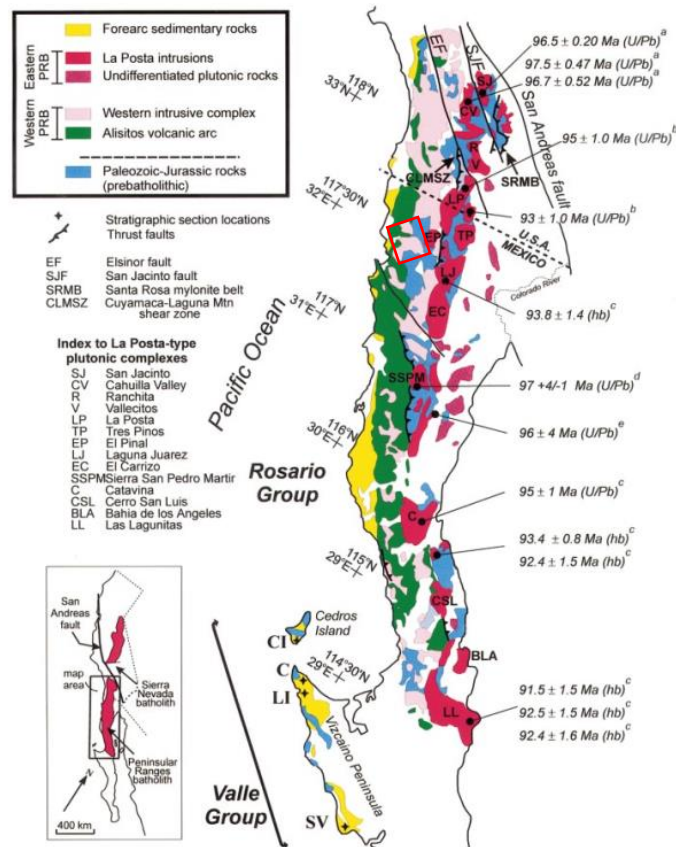 Forearc sedimentary rocks
Eastern PRB
La Posta intrusions
Undifferentiated plutonic rocks
Western PRB
Western intrusive complex
Alisitos volcanic arc
Paleozoic-Jurassic rocks
(prebatholithic)
Stratigraphic section locations
Thrust faults
EF Elsinor fault
SJF San Jacinto fault
SRMB Santa Rosa mylonite belt
CLMSZ Cuyamaca-Laguna Mtn
shear zone
Index to La Posta-type
plutonic complexes
SJ San Jacinto
CV Cahuilla Valley
R Ranchita
V Vallecitos
LP La Posta
TP Tres Pinos
EP El Pinal
LJ Laguna Juarez
EC El Carrizo
SSPM Sierra San Pedro Martir
C Catavina
CSL Cerro San Luis
BLA Bahia de los Angeles
LL Las Lagunitas
118°N
33°N
117°30'N
32°E
117°N
31°E
116°N
30°E
115°N
29°E
114°30'N
29°E
EF
SJF
San Andreas fault
SJ
CV
R
V
CLMSZ
SRMB
LP
EP
TP
U.S.A.
MEXICO
LJ
Colorado River
EC
SSPM
C
CSL
BLA
LL
96.5 ± 0.20 Ma (U/Pb)a
97.5 ± 0.47 Ma (U/Pb)a
96.7 ± 0.52 Ma (U/Pb)a
95 ± 1.0 Ma (U/Pb)b
93 ± 1.0 Ma (U/Pb)b
93.8 ± 1.4 (hb)c
97 +4/-1 Ma (U/Pb)d
96 ± 4 Ma (U/Pb)e
95 ± 1 Ma (U/Pb)c
93.4 ± 0.8 Ma (hb)c
92.4 ± 1.5 Ma (hb)c
91.5 ± 1.5 Ma (hb)c
92.5 ± 1.5 Ma (hb)c
92.4 ± 1.6 Ma (hb)c
Pacific Ocean
Rosario
Group
Cedros
Island
CI
C
LI
Vizcaino Peninsula
SV
Valle
Group
San
Andreas
fault
map
area
Sierra
Nevada
batholith
Peninsular
Ranges
batholith
N
400 km